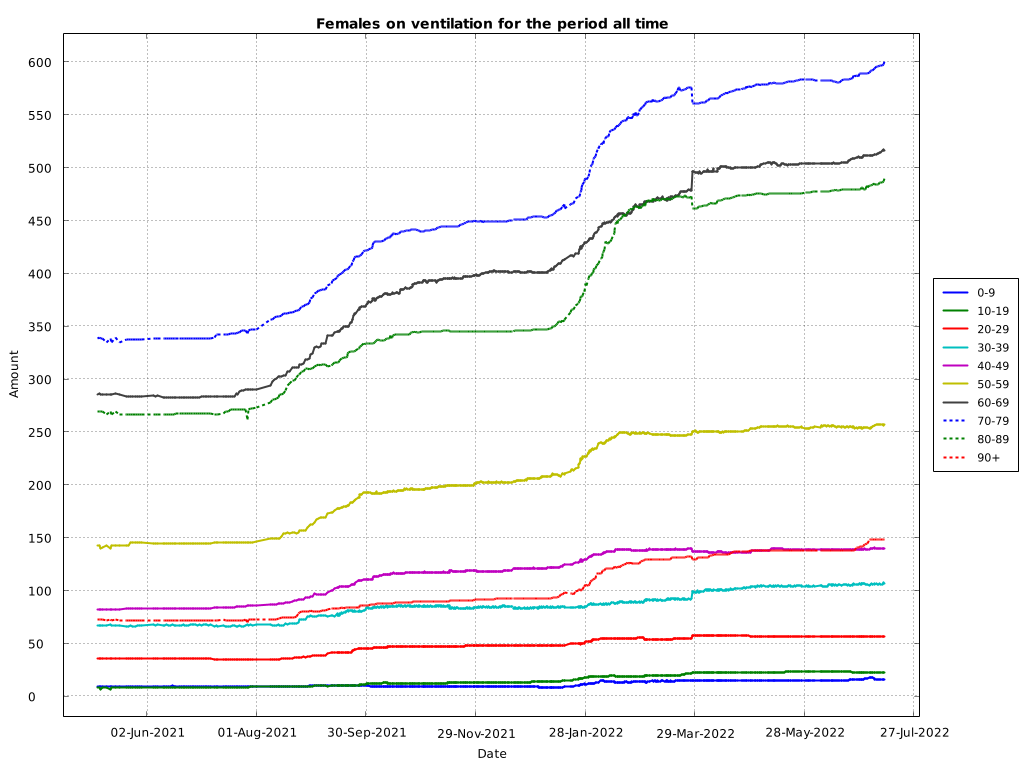 Females on ventilation for the period all time
600
550
500
450
400
350
300
250
200
150
100
50
0
Amount
02-Jun-2021
01-Aug-2021
30-Sep-2021
29-Nov-2021
28-Jan-2022
29-Mar-2022
28-May-2022
27-Jul-2022
Date
0-9
10-19
20-29
30-39
40-49
50-59
60-69
70-79
80-89
90+